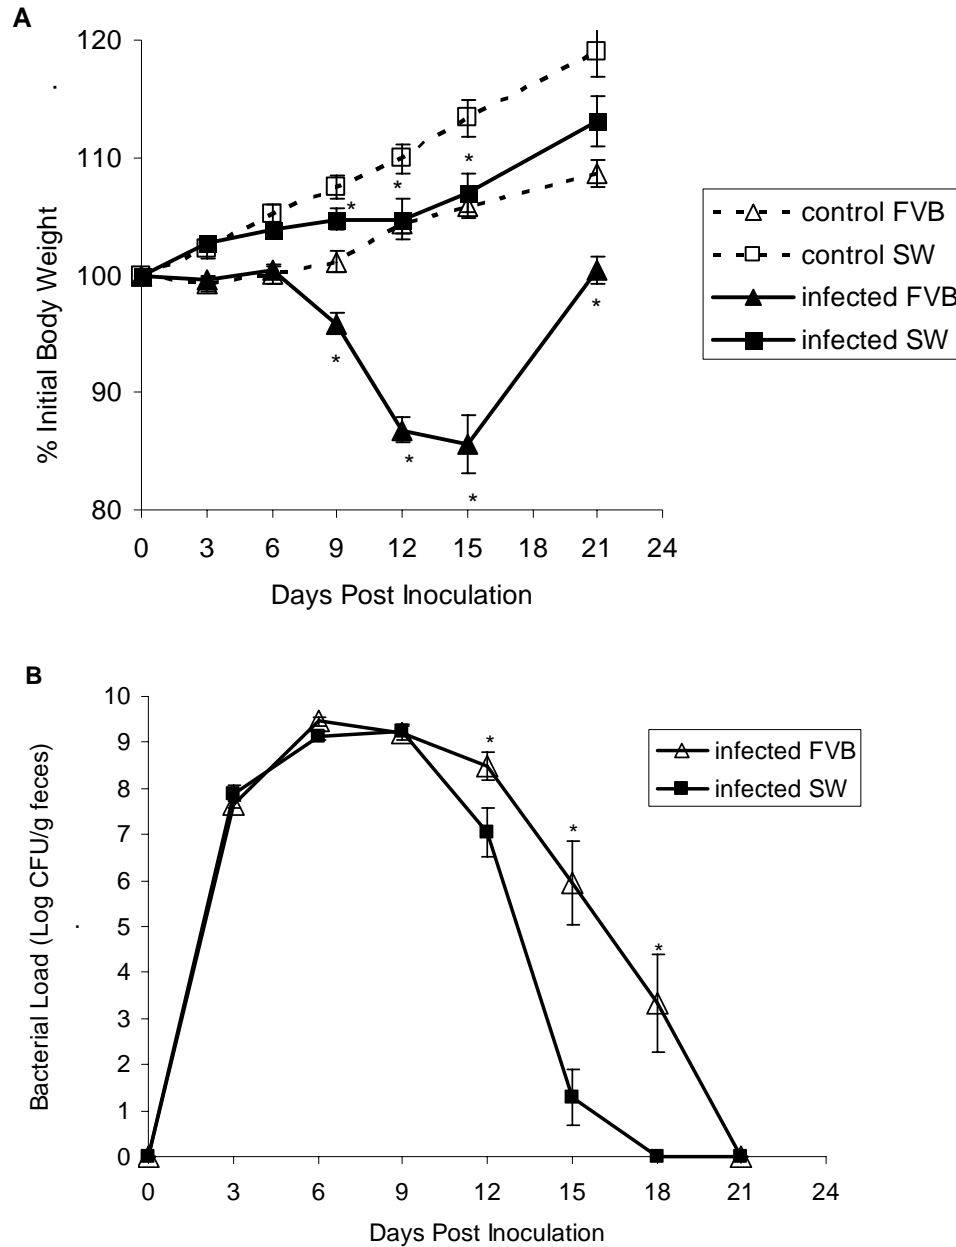 A
120
110
100
90
80
% Initial Body Weight
*
*
*
*
*
*
*
0 3 6 9 12 15 18 21 24
Days Post Inoculation
control FVB
control SW
infected FVB
infected SW
B
10
9
8
7
6
5
4
3
2
1
0
Bacterial Load (Log CFU/g feces)
*
*
*
0 3 6 9 12 15 18 21 24
Days Post Inoculation
infected FVB
infected SW